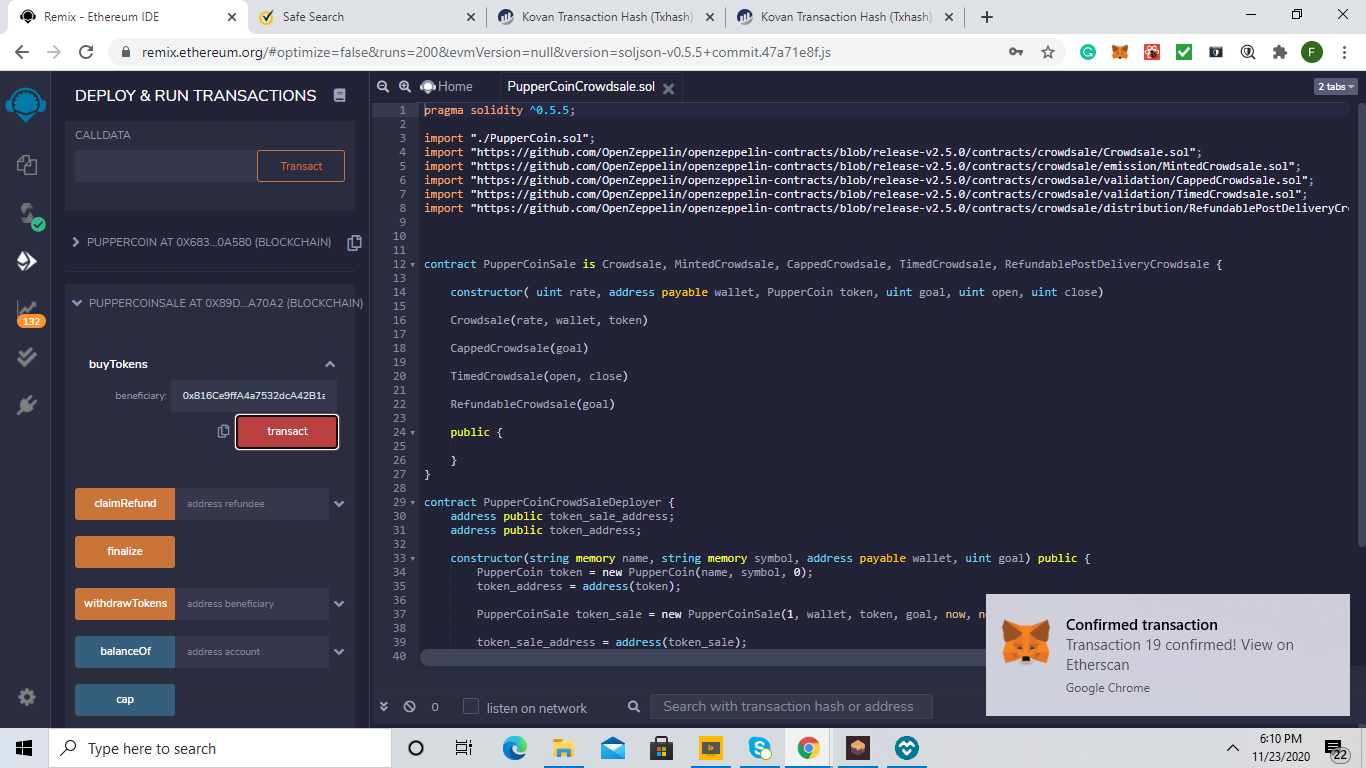 Remix - Ethereum IDE
Safe Search
Kovan Transaction Hash (Txhash)
Kovan Transaction Hash (Txhash)
remix.ethereum.org/#optimize=false&runs=200&evmVersion=null&version=soljson-v0.5.5+commit.47a71e8f.js
F
DEPLOY & RUN TRANSACTIONS
CALLDATA
Transact
PUPPERCOIN AT 0X683...0A580 (BLOCKCHAIN)
PUPPERCOINSALE AT 0X89D...A70A2 (BLOCKCHAIN)
132
buyTokens
beneficiary:
0x816Ce9ffA4a7532dcA42B1a
transact
claimRefund
address refundee
finalize
withdrawTokens
address beneficiary
balanceOf
address account
cap
Home
PupperCoinCrowdsale.sol
2 tabs
1 pragma solidity ^0.5.5;
2
3 import "./PupperCoin.sol";
4 import "https://github.com/OpenZeppelin/openzeppelin-contracts/blob/release-v2.5.0/contracts/crowdsale/Crowdsale.sol";
5 import "https://github.com/OpenZeppelin/openzeppelin-contracts/blob/release-v2.5.0/contracts/crowdsale/emission/MintedCrowdsale.sol";
6 import "https://github.com/OpenZeppelin/openzeppelin-contracts/blob/release-v2.5.0/contracts/crowdsale/validation/CappedCrowdsale.sol";
7 import "https://github.com/OpenZeppelin/openzeppelin-contracts/blob/release-v2.5.0/contracts/crowdsale/validation/TimedCrowdsale.sol";
8 import "https://github.com/OpenZeppelin/openzeppelin-contracts/blob/release-v2.5.0/contracts/crowdsale/distribution/RefundablePostDeliveryCr
9
10
11
12 contract PupperCoinSale is Crowdsale, MintedCrowdsale, CappedCrowdsale, TimedCrowdsale, RefundablePostDeliveryCrowdsale {
13
14 constructor( uint rate, address payable wallet, PupperCoin token, uint goal, uint open, uint close)
15
16 Crowdsale(rate, wallet, token)
17
18 CappedCrowdsale(goal)
19
20 TimedCrowdsale(open, close)
21
22 RefundableCrowdsale(goal)
23
24 public {
25
26 }
27 }
28
29 contract PupperCoinCrowdSaleDeployer {
30 address public token_sale_address;
31 address public token_address;
32
33 constructor(string memory name, string memory symbol, address payable wallet, uint goal) public {
34 PupperCoin token = new PupperCoin(name, symbol, 0);
35 token_address = address(token);
36
37 PupperCoinSale token_sale = new PupperCoinSale(1, wallet, token, goal, now, n
38
39 token_sale_address = address(token_sale);
40
0
listen on network
Search with transaction hash or address
Confirmed transaction
Transaction 19 confirmed! View on
Etherscan
Google Chrome
Type here to search
6:10 PM
11/23/2020
22